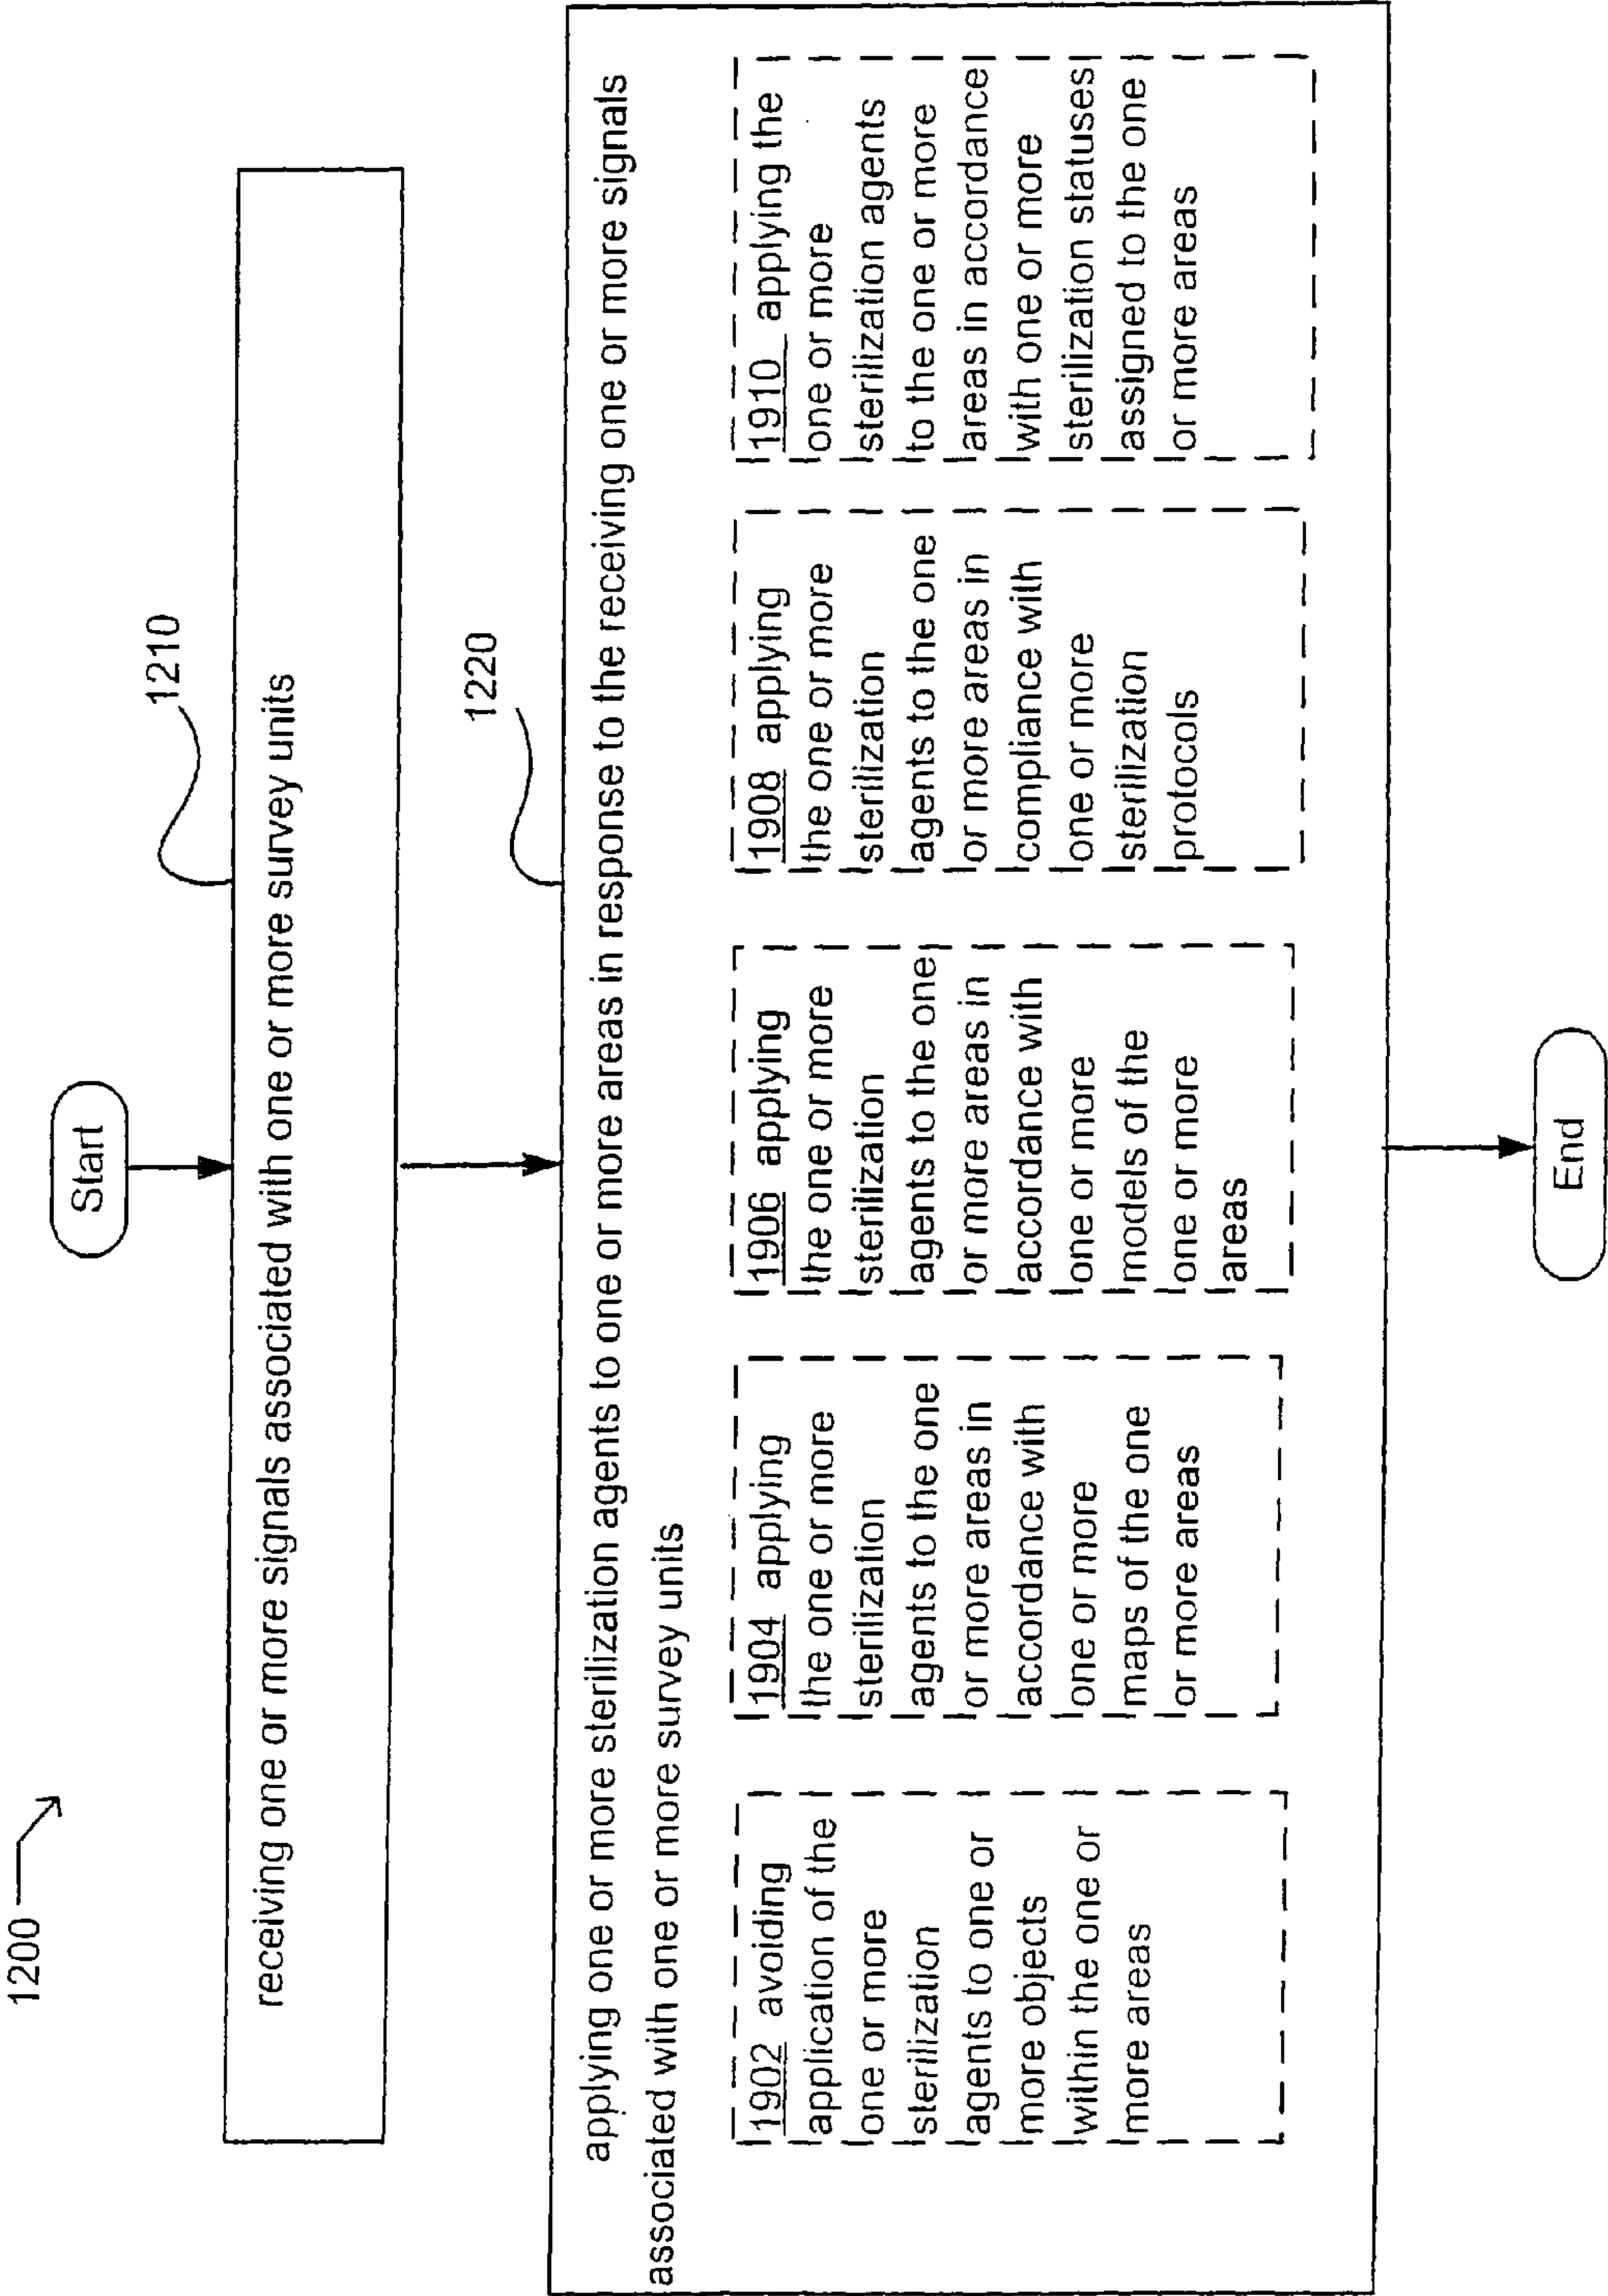 1200
Start
1210
receiving one or more signals associated with one or more survey units
1220
applying one or more sterilization agents to one or more areas in response to the receiving one or more signals
associated with one or more survey units
1902 avoiding
application of the
one or more
sterilization
agents to one or
more objects
within the one or
more areas
1904 applying
the one or more
sterilization
agents to the one
or more areas in
accordance with
one or more
maps of the one
or more areas
1906 applying
the one or more
sterilization
agents to the one
or more areas in
accordance with
one or more
models of the
one or more
areas
1908 applying
the one or more
sterilization
agents to the one
or more areas in
compliance with
one or more
sterilization
protocols
1910 applying the
one or more
sterilization agents
to the one or more
areas in accordance
with one or more
sterilization statuses
assigned to the one
or more areas
End